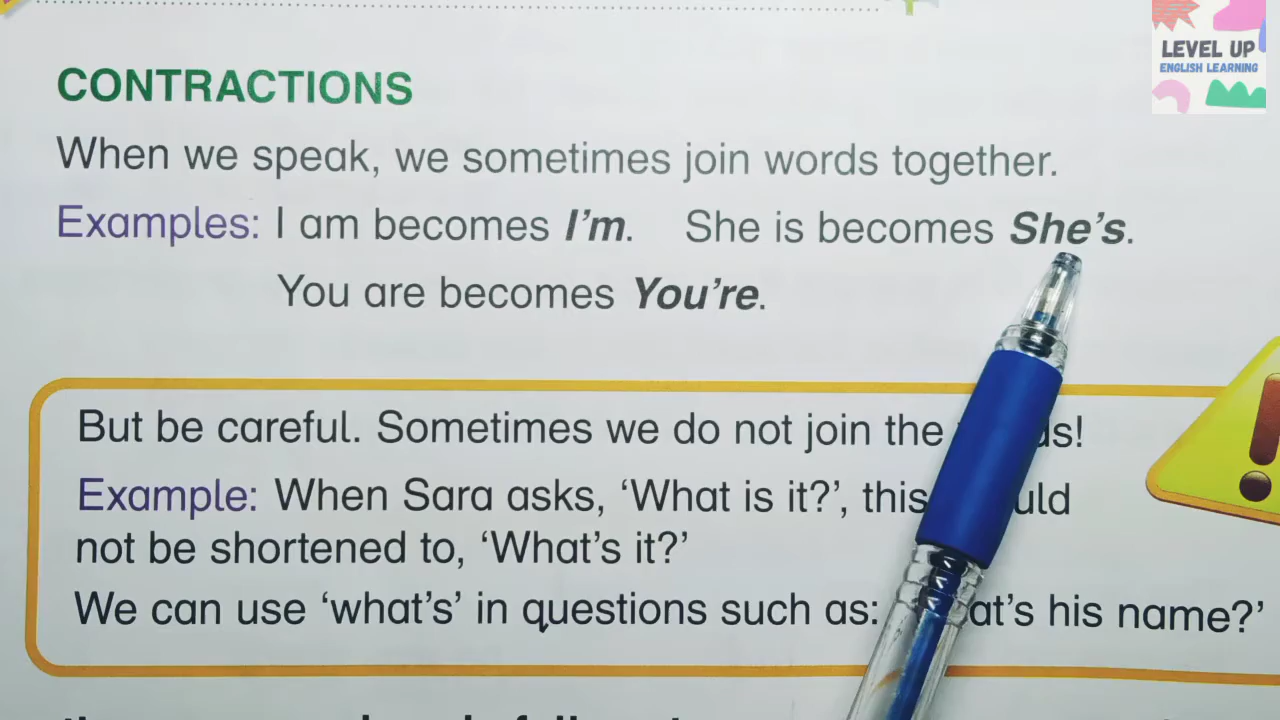 LEVEL UP
ENGLISH LEARNING
CONTRACTIONS
When we speak, we sometimes join words together.
Examples: I am becomes I'm. She is becomes She's.
You are becomes You're.
But be careful. Sometimes we do not join the
Example: When Sara asks, ‘What is it?’, this
not be shortened to, ‘What's it?’
We can use ‘what's’ in questions such as: his name?’